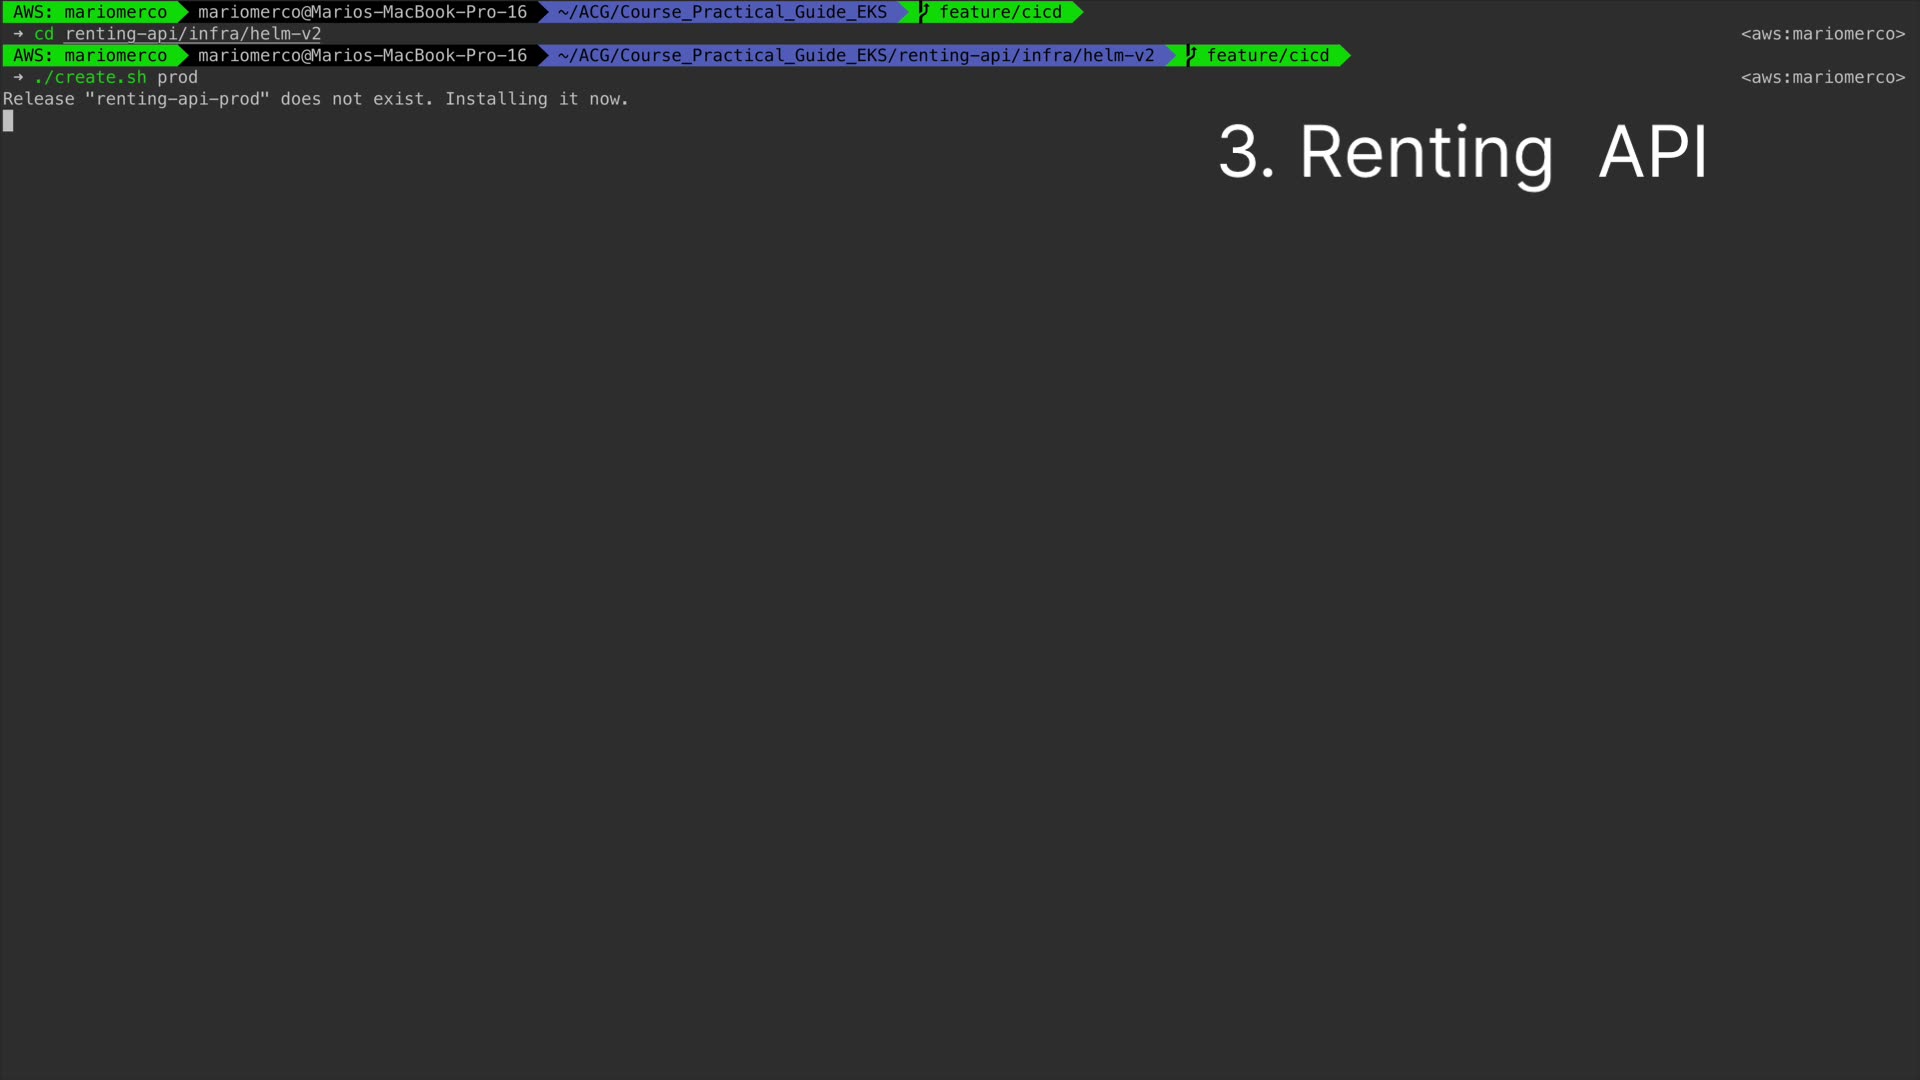 AWS: mariomerco mariomerco@Marios-MacBook-Pro-16 ~/ACG/Course_Practical_Guide_EKS feature/cicd
➜ cd renting-api/infra/helm-v2 <aws:mariomerco>
AWS: mariomerco mariomerco@Marios-MacBook-Pro-16 ~/ACG/Course_Practical_Guide_EKS/renting-api/infra/helm-v2 feature/cicd
➜ ./create.sh prod <aws:mariomerco>
Release "renting-api-prod" does not exist. Installing it now.
3. Renting API